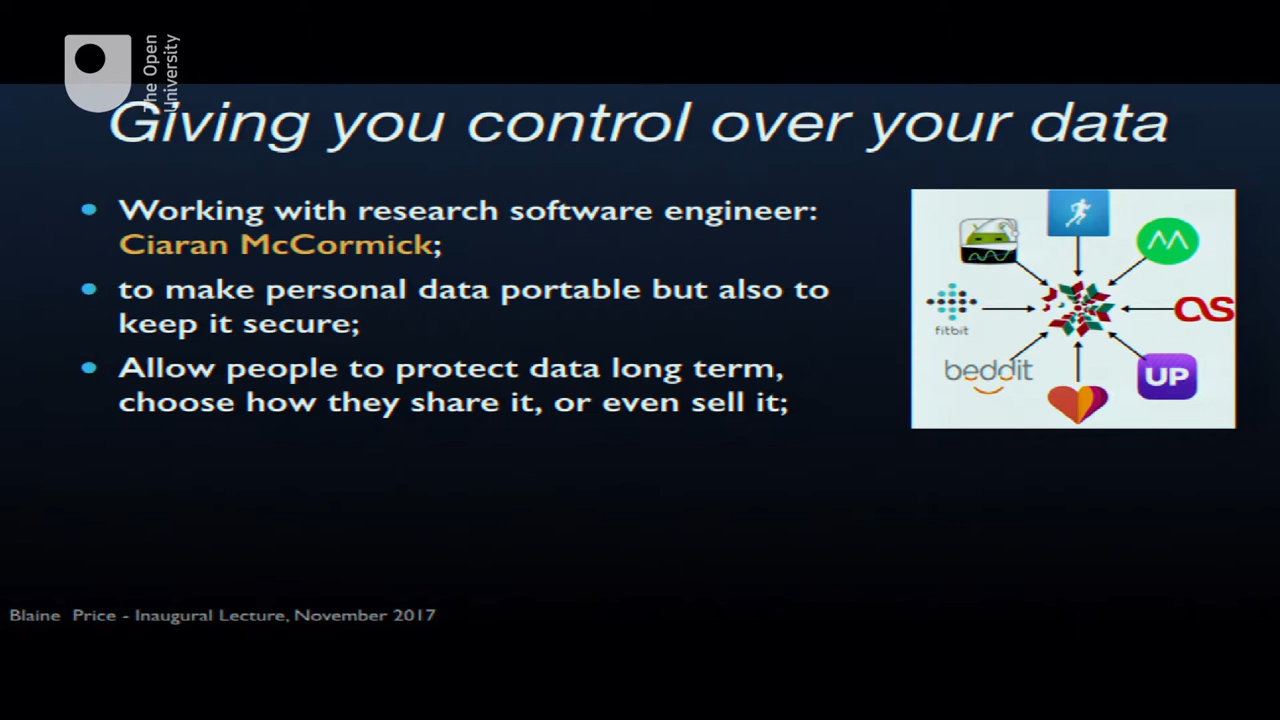 The Open
University
Giving you control over your data
Working with research software engineer:
Ciaran McCormick;
to make personal data portable but also to
keep it secure;
Allow people to protect data long term,
choose how they share it, or even sell it;
fitbit
beddit
UP
Blaine Price - Inaugural Lecture, November 2017